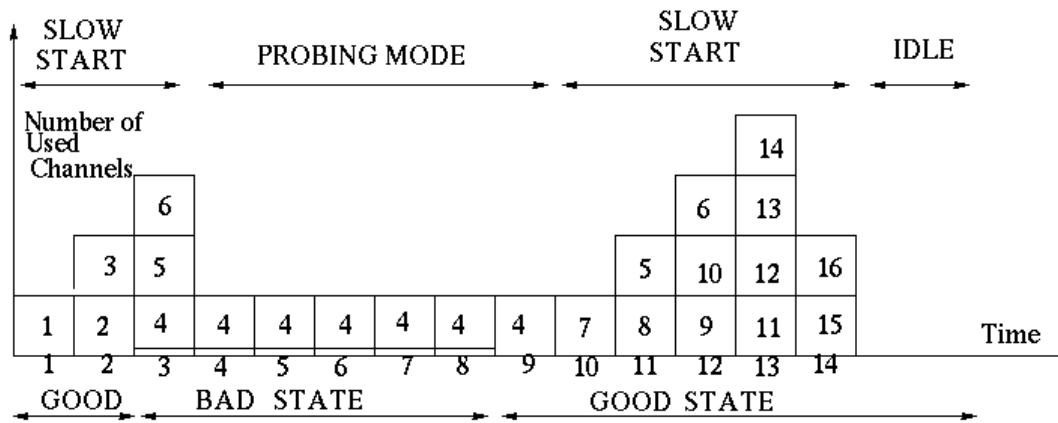 SLOW
START
PROBING MODE
SLOW
START
IDLE
Number of
Used
Channels
14
6
6
13
3
5
5
10
12
16
1
2
4
4
4
4
4
4
4
7
8
9
11
15
Time
1
2
3
4
5
6
7
8
9
10
11
12
13
14
GOOD
BAD STATE
GOOD STATE